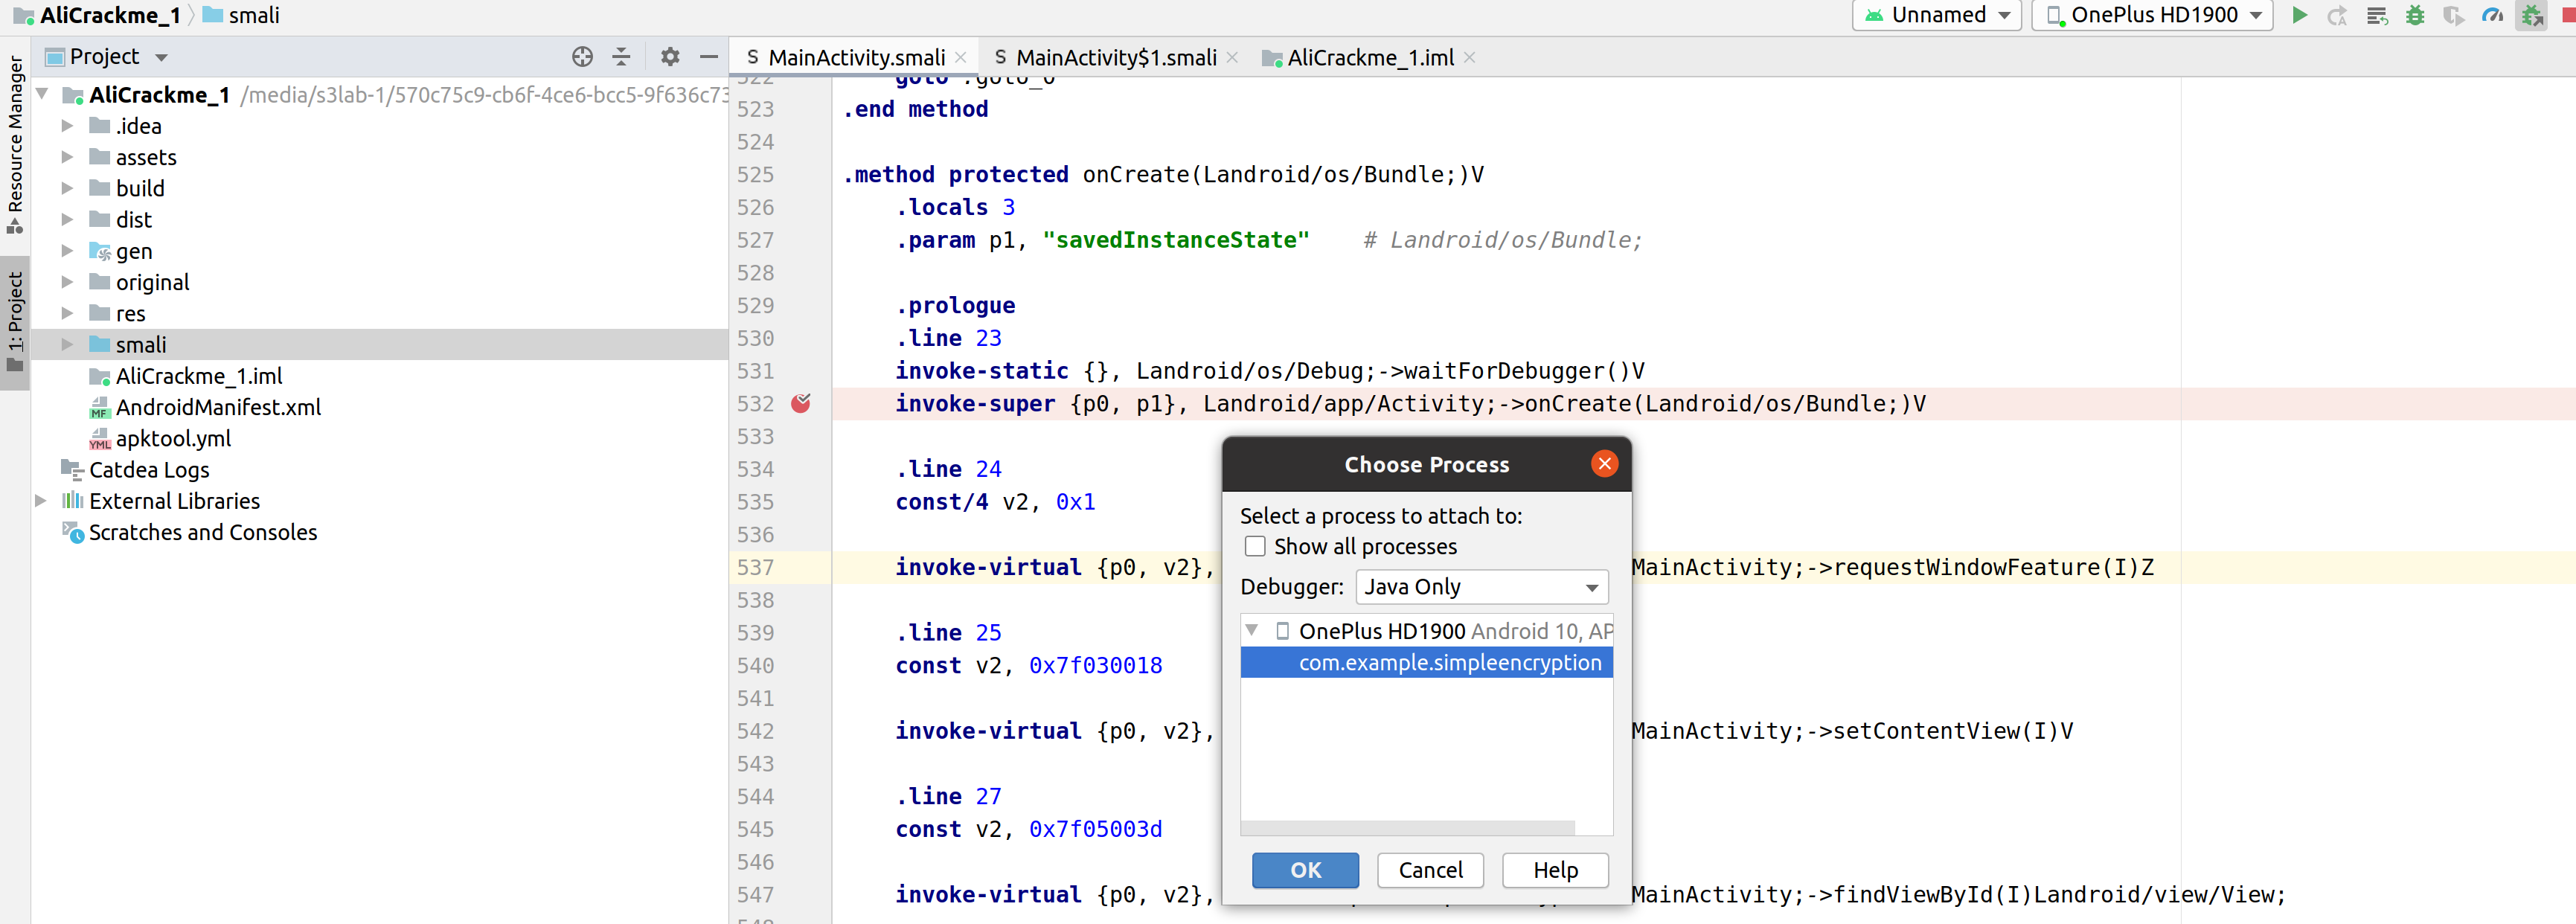 AliCrackme_1 smali Unnamed OnePlus HD1900
Resource Manager
1: Project
Project
AliCrackme_1 /media/s3lab-1/570c75c9-cb6f-4ce6-bcc5-9f636c73
.idea
assets
build
dist
gen
original
res
smali
AliCrackme_1.iml
MF AndroidManifest.xml
YML apktool.yml
Catdea Logs
External Libraries
Scratches and Consoles
S MainActivity.smali S MainActivity$1.smali AliCrackme_1.iml
522 goto :goto_0
523 .end method
524
525 .method protected onCreate(Landroid/os/Bundle;)V
526 .locals 3
527 .param p1, "savedInstanceState" # Landroid/os/Bundle;
528
529 .prologue
530 .line 23
531 invoke-static {}, Landroid/os/Debug;->waitForDebugger()V
532 invoke-super {p0, p1}, Landroid/app/Activity;->onCreate(Landroid/os/Bundle;)V
533
534 .line 24
535 const/4 v2, 0x1
536
537 invoke-virtual {p0, v2}, MainActivity;->requestWindowFeature(I)Z
538
539 .line 25
540 const v2, 0x7f030018
541
542 invoke-virtual {p0, v2}, MainActivity;->setContentView(I)V
543
544 .line 27
545 const v2, 0x7f05003d
546
547 invoke-virtual {p0, v2}, MainActivity;->findViewById(I)Landroid/view/View;
Choose Process
Select a process to attach to:
Show all processes
Debugger: Java Only
OnePlus HD1900 Android 10, AP
com.example.simpleencryption
OK Cancel Help